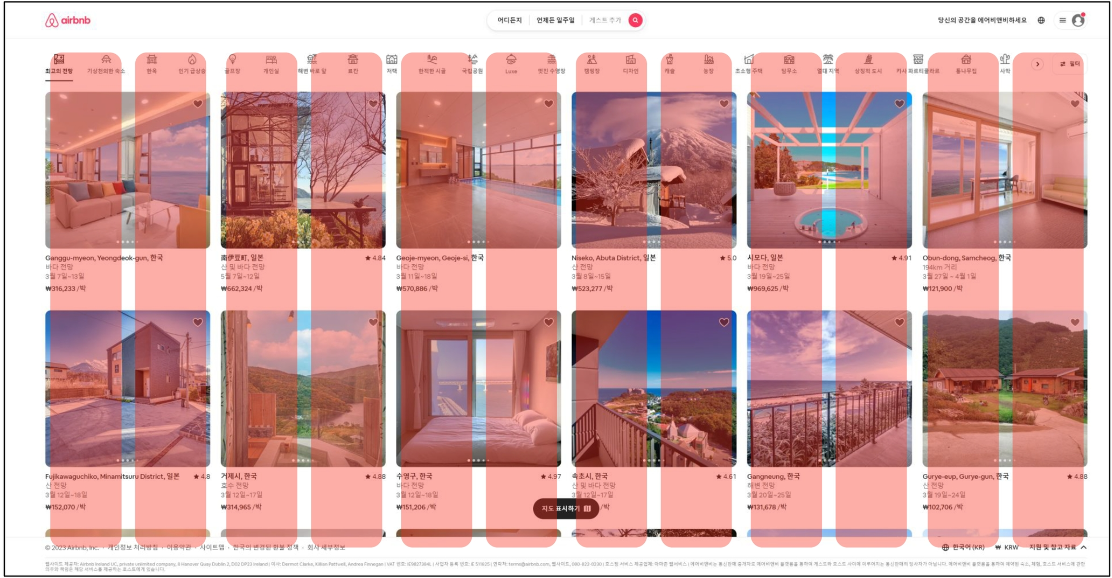 airbnb
어디든지 언제든 일주일 게스트 추가
당신의 공간을 에어비앤비하세요
최고의 전망 기상천외한 숙소 한옥 인기 급상승 골프장 개인실 해변 바로 앞 료칸 저택 한적한 시골 국립공원 Luxe 멋진 수영장 캠핑장 디자인 캐슬 농장 초소형 주택 담무소 열대 지역 상징적 도시 카사 파르티쿨라르 통나무집 사막 필터
Ganggu-myeon, Yeongdeok-gun, 한국
바다 전망
3월 7일~13일
₩316,233 /박
南伊豆町, 일본 ★ 4.84
산 및 바다 전망
5월 7일~12일
₩662,324 /박
Geoje-myeon, Geoje-si, 한국
바다 전망
3월 11일~18일
₩570,886 /박
Niseko, Abuta District, 일본 ★ 5.0
산 전망
3월 8일~15일
₩523,277 /박
시모다, 일본 ★ 4.91
바다 전망
3월 19일~25일
₩969,625 /박
Obun-dong, Samcheog, 한국
194km 거리
3월 27일 ~ 4월 1일
₩121,900 /박
Fujikawaguchiko, Minamitsuru District, 일본 ★ 4.8
산 전망
3월 12일~18일
₩152,070 /박
거제시, 한국 ★ 4.88
호수 전망
3월 12일~17일
₩314,965 /박
수영구, 한국 ★ 4.97
바다 전망
3월 12일~18일
₩151,206 /박
속초시, 한국 ★ 4.61
산 및 바다 전망
3월 12일~17일
/박
Gangneung, 한국
해변 전망
3월 20일~25일
₩131,678 /박
Gurye-eup, Gurye-gun, 한국 ★ 4.88
산 전망
3월 19일~24일
₩102,706 /박
지도 표시하기
© 2023 Airbnb, Inc. · 개인정보 처리방침 · 이용약관 · 사이트맵 · 한국의 변경된 환불 정책 · 회사 세부정보
한국어 (KR) ₩ KRW 지원 및 참고 자료